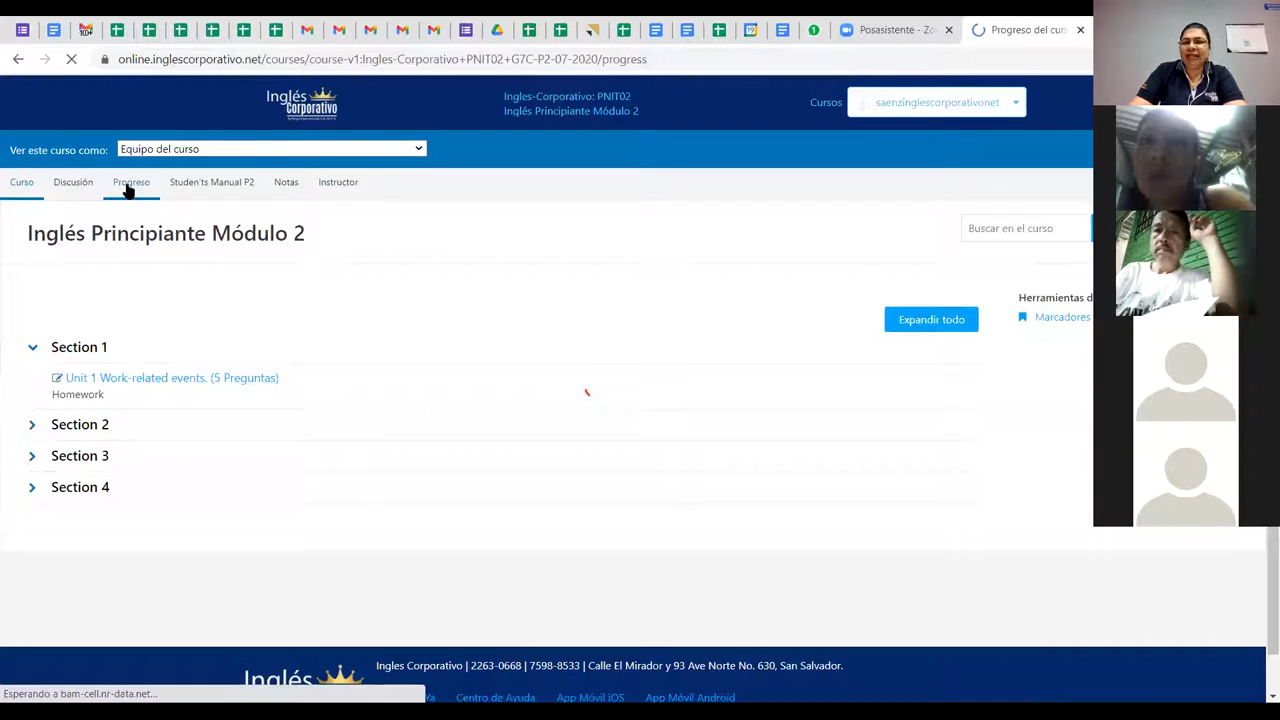 Posasistente - Zo
Progreso del cur
online.inglescorporativo.net/courses/course-v1:Ingles-Corporativo+PNIT02+G7C-P2-07-2020/progress
Inglés
Corporativo
Ingles-Corporativo: PNIT02
Inglés Principiante Módulo 2
Cursos
saenzinglescorporativonet
Ver este curso como:
Equipo del curso
Curso
Discusión
Progreso
Studen'ts Manual P2
Notas
Instructor
Inglés Principiante Módulo 2
Buscar en el curso
Herramientas d
Expandir todo
Marcadores
Section 1
Unit 1 Work-related events. (5 Preguntas)
Homework
Section 2
Section 3
Section 4
Ingles Corporativo | 2263-0668 | 7598-8533 | Calle El Mirador y 93 Ave Norte No. 630, San Salvador.
Inglés
Esperando a bam-cell.nr-data.net...
Ya
Centro de Ayuda
App Móvil iOS
App Móvil Android